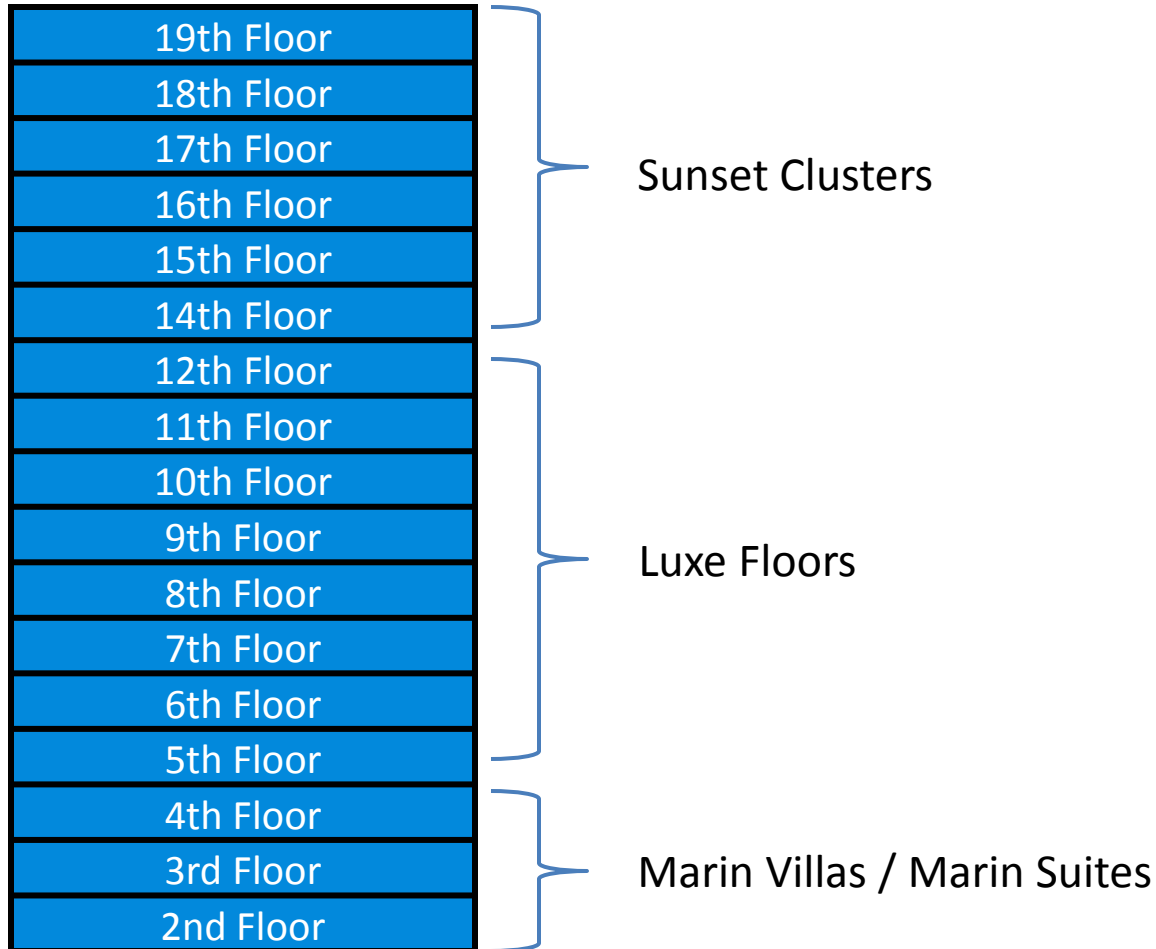 19th Floor
18th Floor
17th Floor
16th Floor
15th Floor
14th Floor
Sunset Clusters
12th Floor
11th Floor
10th Floor
9th Floor
8th Floor
7th Floor
6th Floor
5th Floor
Luxe Floors
4th Floor
3rd Floor
2nd Floor
Marin Villas / Marin Suites